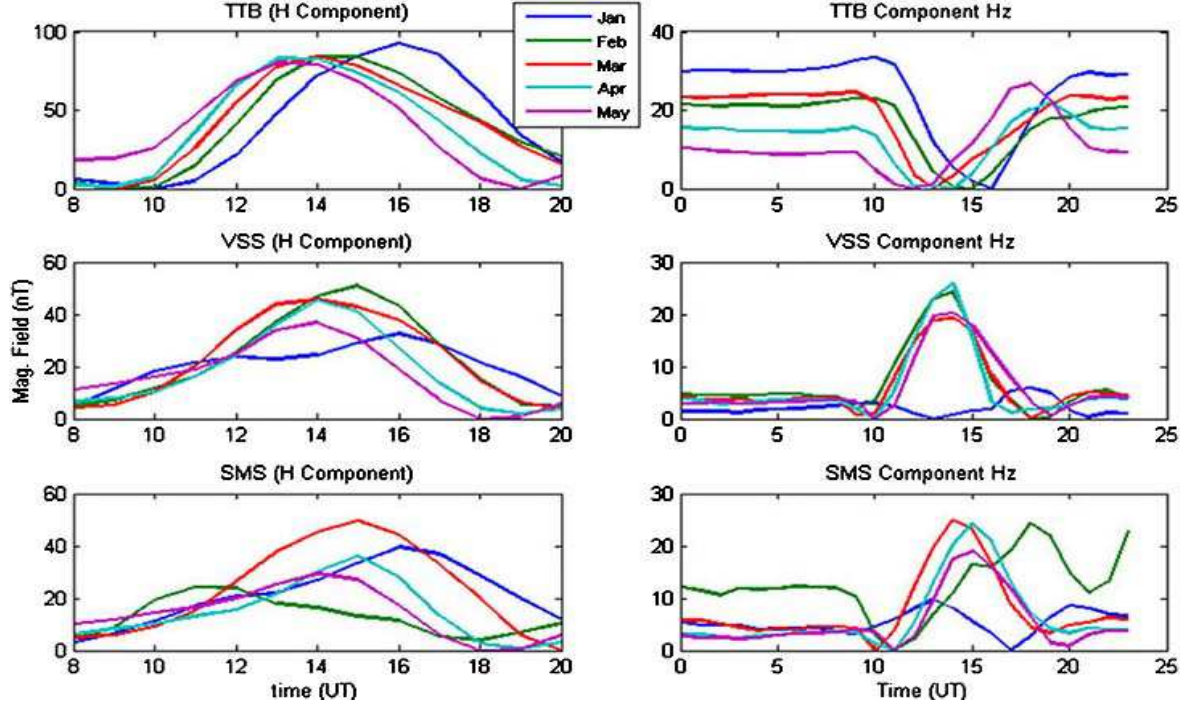 TTB (H Component)
100
50
0
8 10 12 14 16 18 20
Jan
Feb
Mar
Apr
May
TTB Component Hz
40
20
0
0 5 10 15 20 25
VSS (H Component)
Mag. Field (nT)
60
40
20
0
8 10 12 14 16 18 20
VSS Component Hz
30
20
10
0
0 5 10 15 20 25
SMS (H Component)
60
40
20
0
8 10 12 14 16 18 20
time (UT)
SMS Component Hz
30
20
10
0
0 5 10 15 20 25
Time (UT)